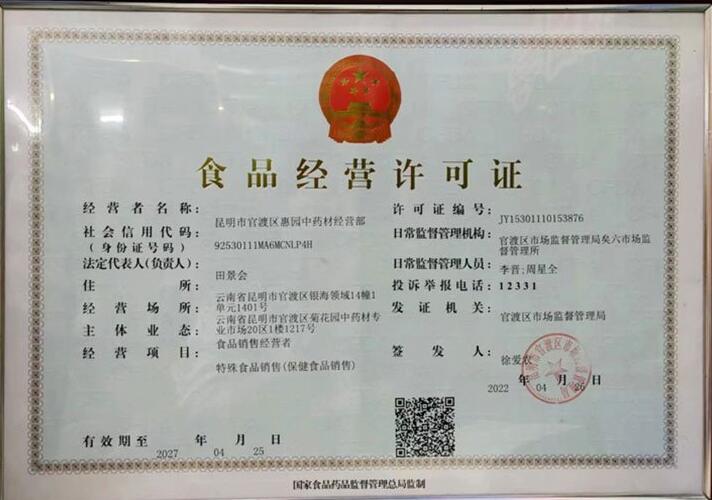 食品经营许可证
经营者名称: 昆明市官渡区惠园中药材经营部
社会信用代码: 92530111MA6MCNLP4H
(身份证号码)
法定代表人(负责人): 田景会
住所: 云南省昆明市官渡区银海领域14幢1单元1401号
经营场所: 云南省昆明市官渡区菊花园中药材专业市场20区1楼1217号
主体业态: 食品销售经营者
经营项目: 特殊食品销售(保健食品销售)
许可证编号: JY15301110153876
日常监督管理机构: 官渡区市场监督管理局矣六市场监督管理所
日常监督管理人员: 李音;周星全
投诉举报电话: 12331
发证机关: 官渡区市场监督管理局
签发人: 徐爱农
2022 年 04 月 26 日
有效期至 2027 年 04 月 25 日
国家食品药品监督管理总局监制